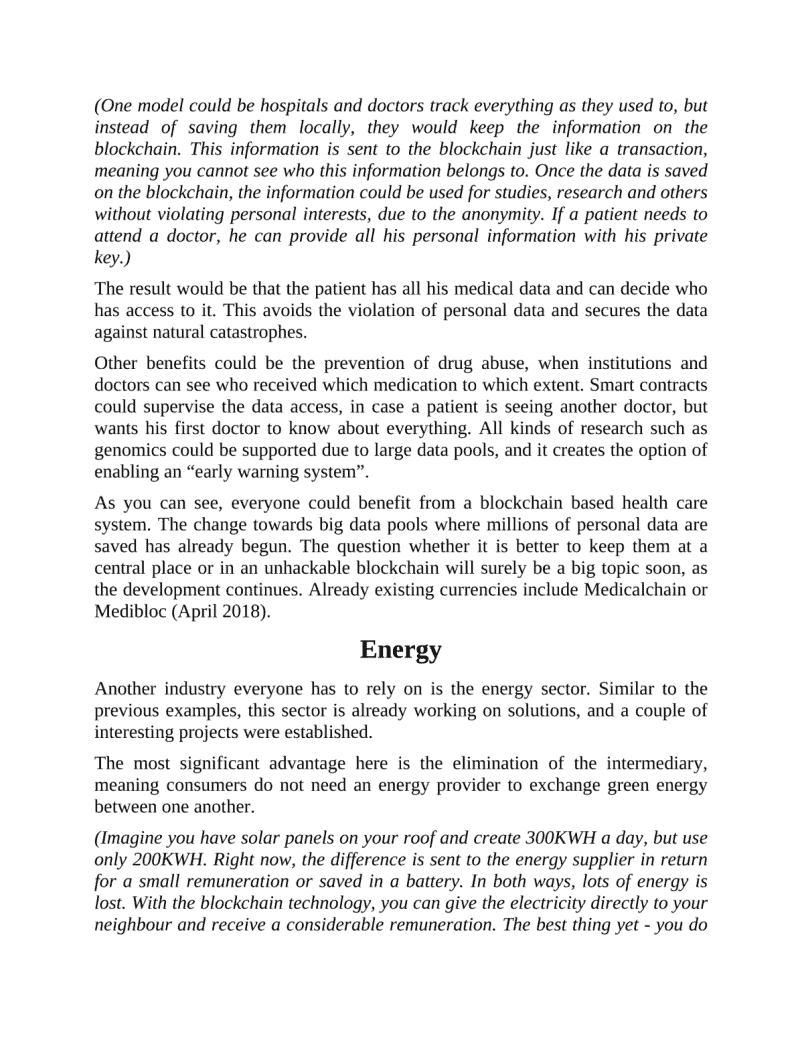 (One model could be hospitals and doctors track everything as they used to, but
instead of saving them locally, they would keep the information on the
blockchain. This information is sent to the blockchain just like a transaction,
meaning you cannot see who this information belongs to. Once the data is saved
on the blockchain, the information could be used for studies, research and others
without violating personal interests, due to the anonymity. If a patient needs to
attend a doctor, he can provide all his personal information with his private
key.)
The result would be that the patient has all his medical data and can decide who
has access to it. This avoids the violation of personal data and secures the data
against natural catastrophes.
Other benefits could be the prevention of drug abuse, when institutions and
doctors can see who received which medication to which extent. Smart contracts
could supervise the data access, in case a patient is seeing another doctor, but
wants his first doctor to know about everything. All kinds of research such as
genomics could be supported due to large data pools, and it creates the option of
enabling an “early warning system”.
As you can see, everyone could benefit from a blockchain based health care
system. The change towards big data pools where millions of personal data are
saved has already begun. The question whether it is better to keep them at a
central place or in an unhackable blockchain will surely be a big topic soon, as
the development continues. Already existing currencies include Medicalchain or
Medibloc (April 2018).
Energy
Another industry everyone has to rely on is the energy sector. Similar to the
previous examples, this sector is already working on solutions, and a couple of
interesting projects were established.
The most significant advantage here is the elimination of the intermediary,
meaning consumers do not need an energy provider to exchange green energy
between one another.
(Imagine you have solar panels on your roof and create 300KWH a day, but use
only 200KWH. Right now, the difference is sent to the energy supplier in return
for a small remuneration or saved in a battery. In both ways, lots of energy is
lost. With the blockchain technology, you can give the electricity directly to your
neighbour and receive a considerable remuneration. The best thing yet - you do